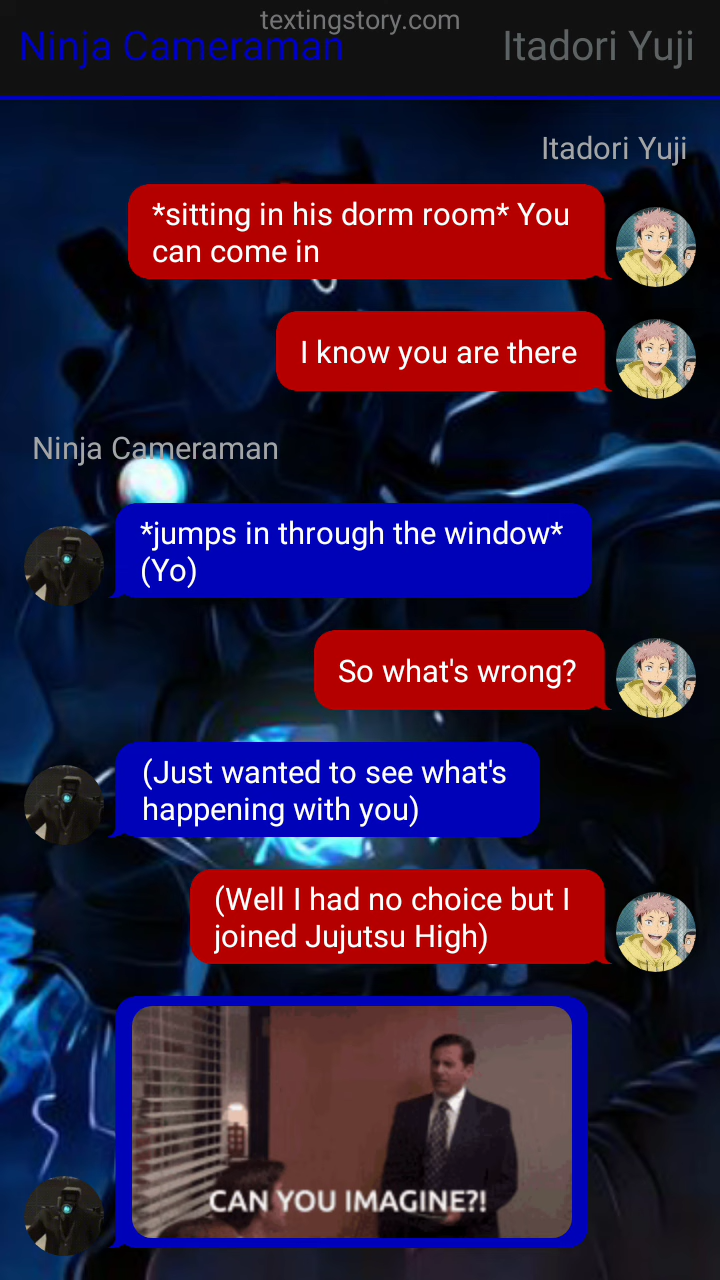 textingstory.com
Ninja Cameraman
Itadori Yuji
Itadori Yuji
*sitting in his dorm room* You
can come in
I know you are there
Ninja Cameraman
*jumps in through the window*
(Yo)
So what's wrong?
(Just wanted to see what's
happening with you)
(Well I had no choice but I
joined Jujutsu High)
CAN YOU IMAGINE?!